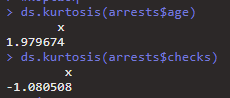 > ds.kurtosis(arrests$age)
x
1.979674
> ds.kurtosis(arrests$checks)
x
-1.080508